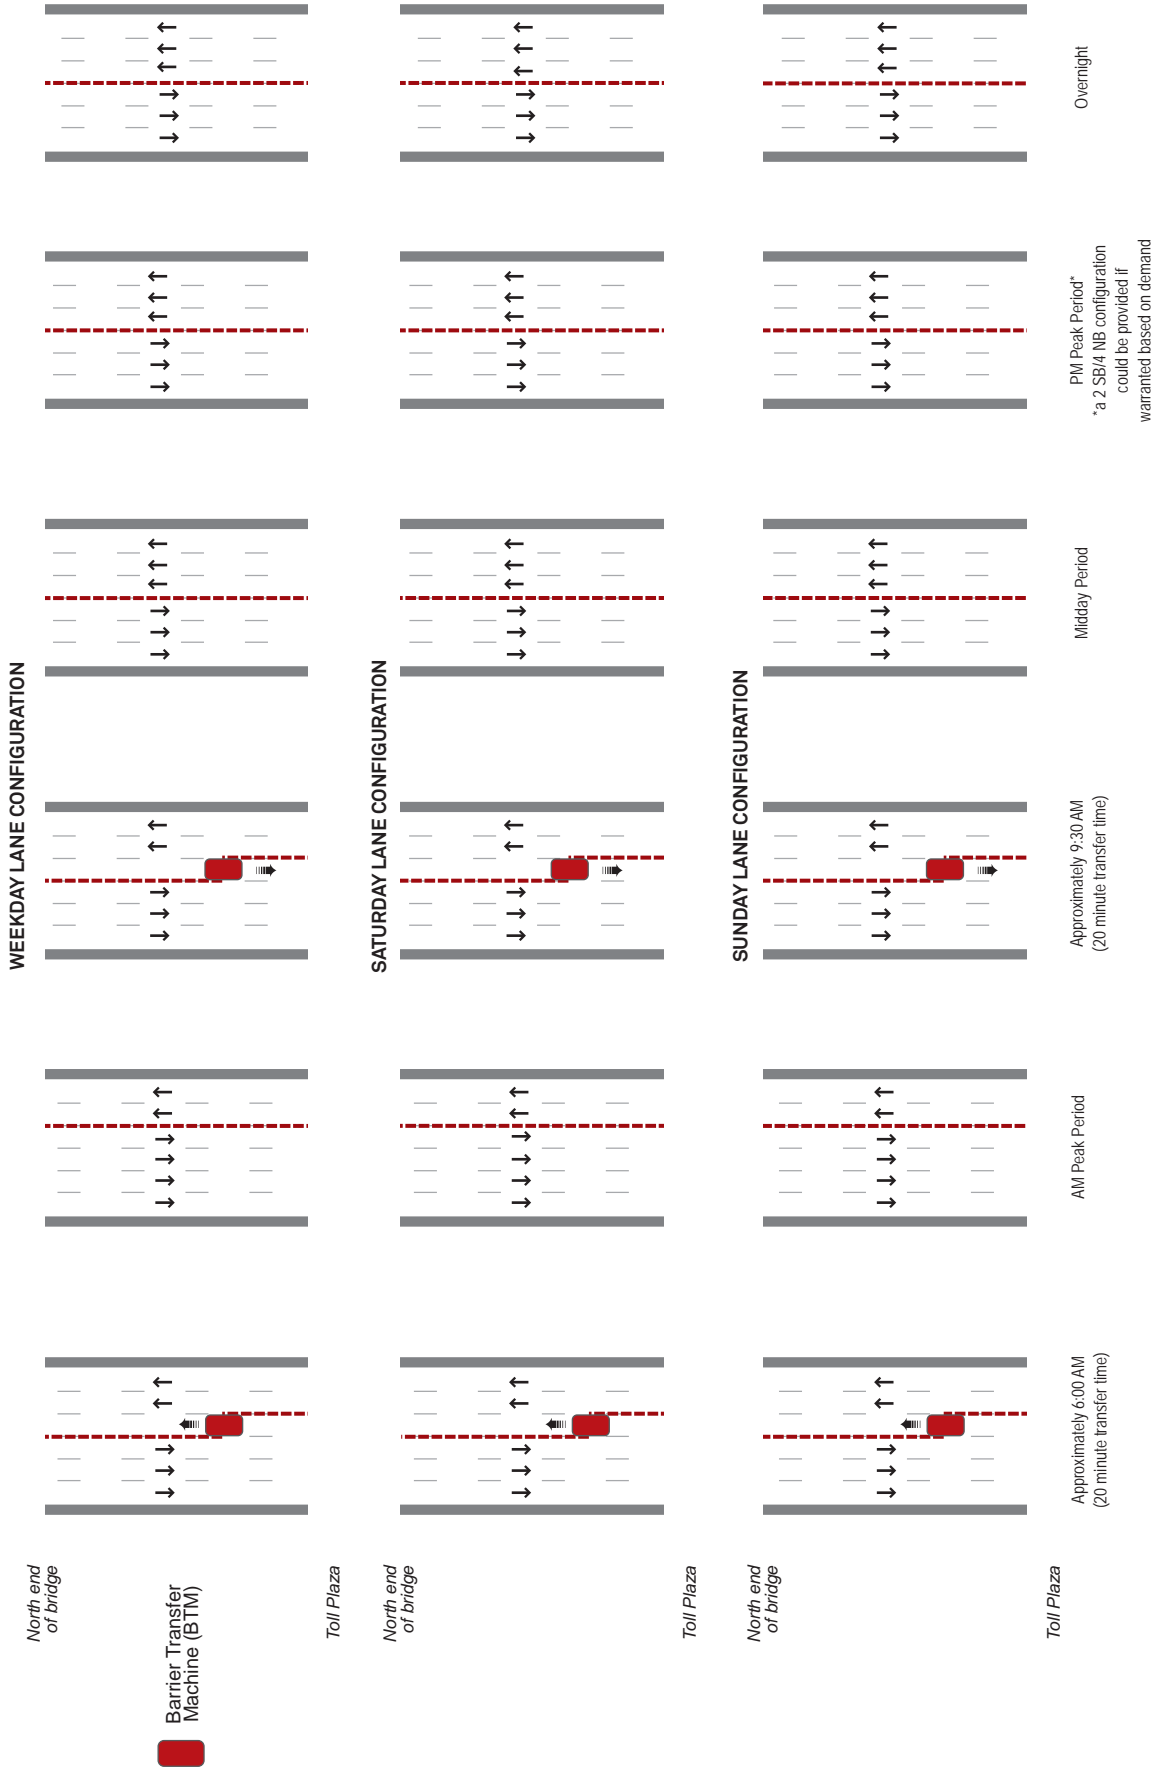 WEEKDAY LANE CONFIGURATION
North end
of bridge
Barrier Transfer
Machine (BTM)
Toll Plaza
SATURDAY LANE CONFIGURATION
North end
of bridge
Toll Plaza
SUNDAY LANE CONFIGURATION
North end
of bridge
Toll Plaza
Approximately 6:00 AM
(20 minute transfer time)
AM Peak Period
Approximately 9:30 AM
(20 minute transfer time)
Midday Period
PM Peak Period*
*a 2 SB/4 NB configuration
could be provided if
warranted based on demand
Overnight